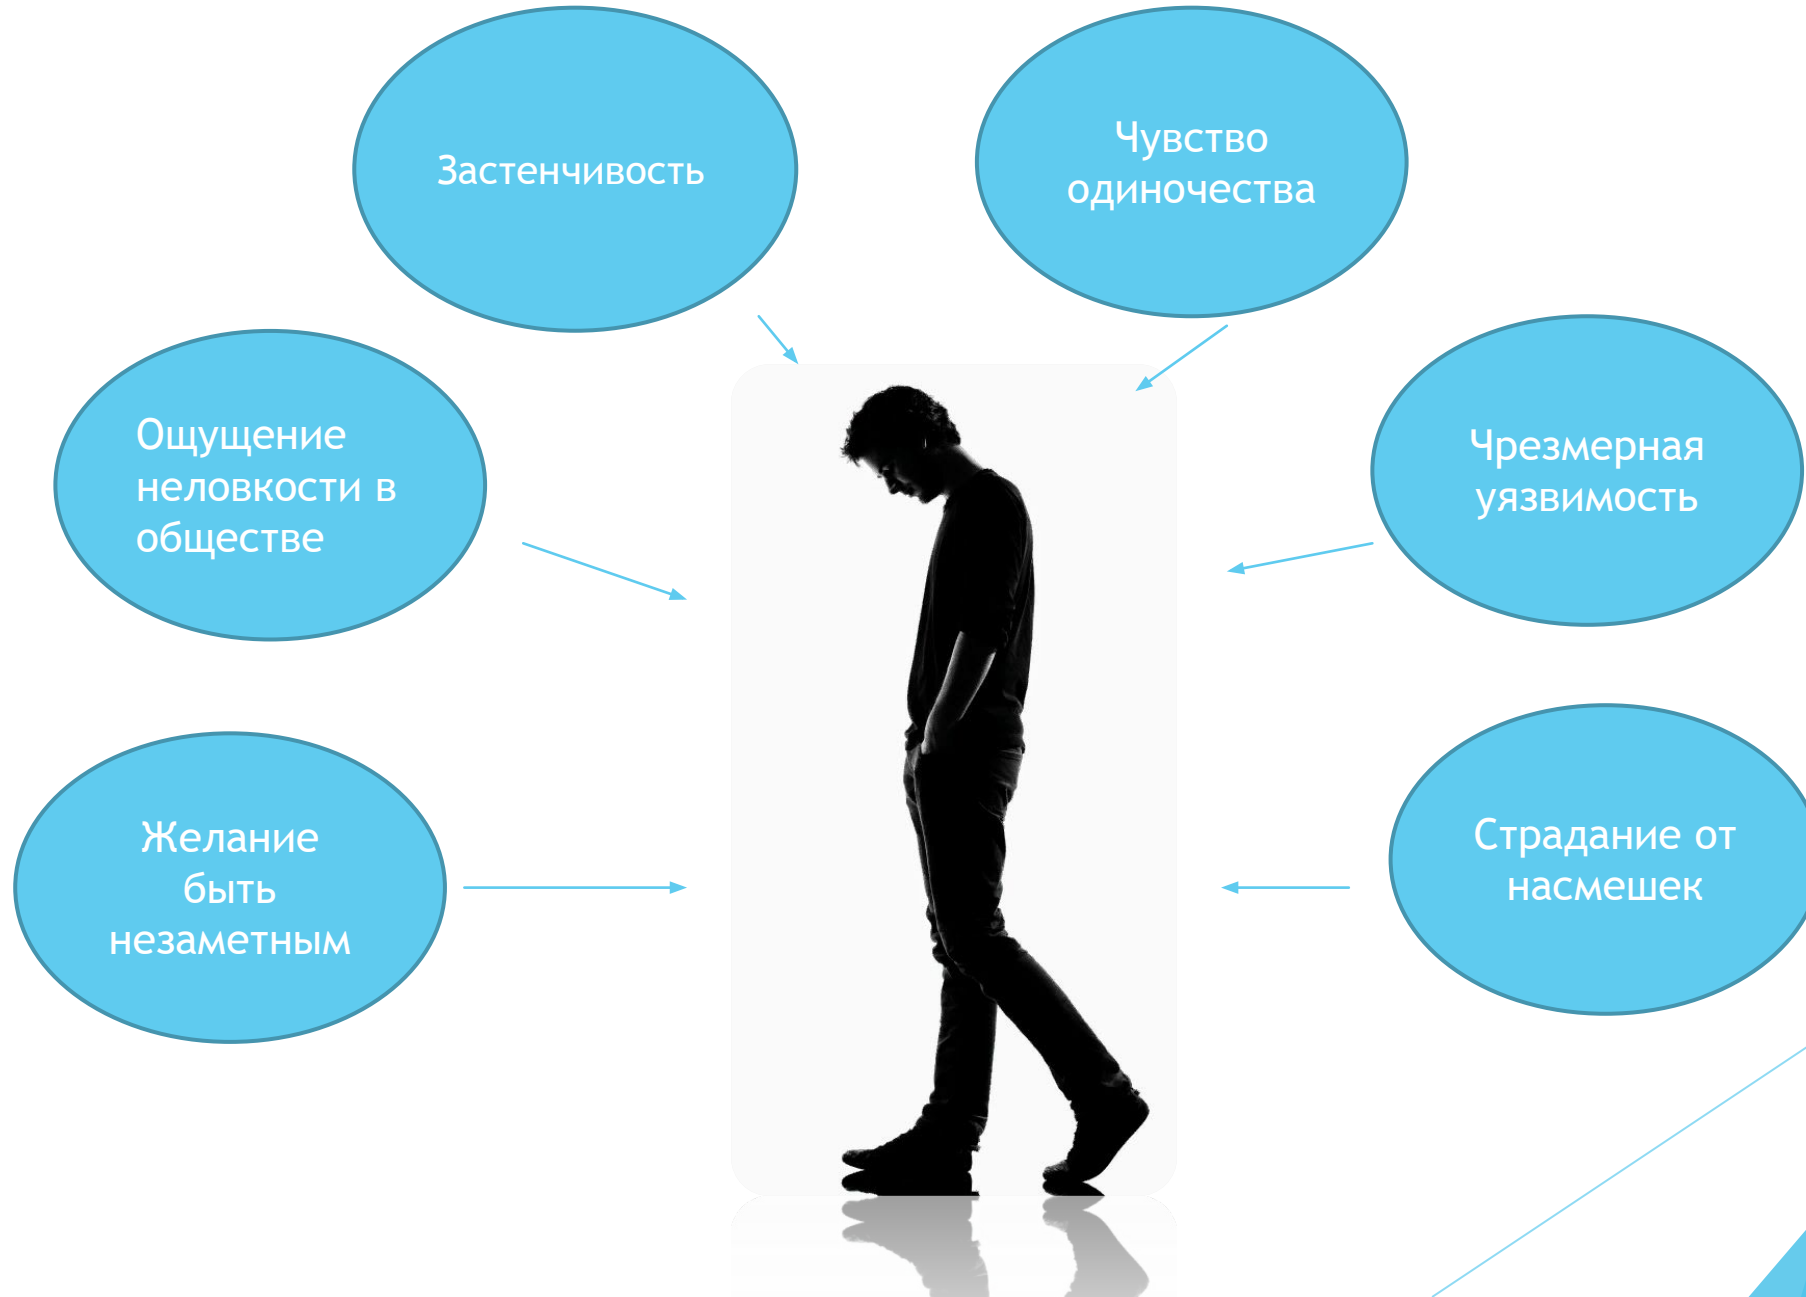 Застенчивость
Чувство
одиночества
Ощущение
неловкости в
обществе
Чрезмерная
уязвимость
Желание
быть
незаметным
Страдание от
насмешек